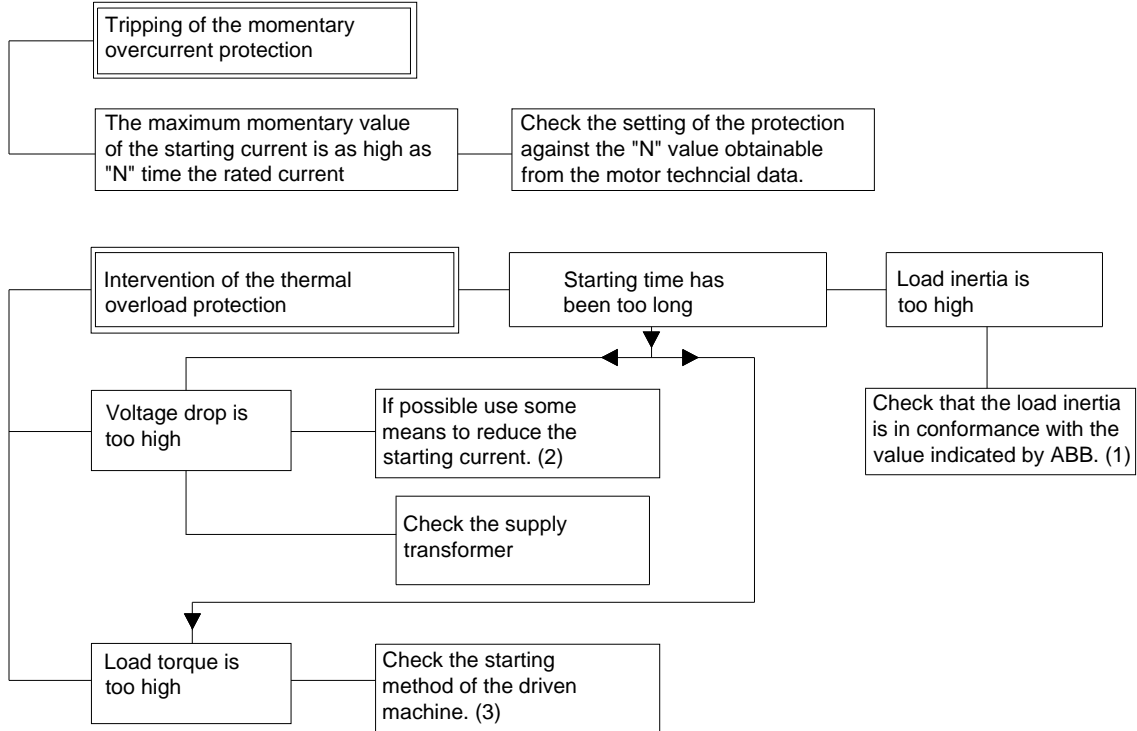 Tripping of the momentary
overcurrent protection
The maximum momentary value
of the starting current is as high as
"N" time the rated current
Check the setting of the protection
against the "N" value obtainable
from the motor techncial data.
Intervention of the thermal
overload protection
Starting time has
been too long
Load inertia is
too high
Voltage drop is
too high
If possible use some
means to reduce the
starting current. (2)
Check that the load inertia
is in conformance with the
value indicated by ABB. (1)
Check the supply
transformer
Load torque is
too high
Check the starting
method of the driven
machine. (3)